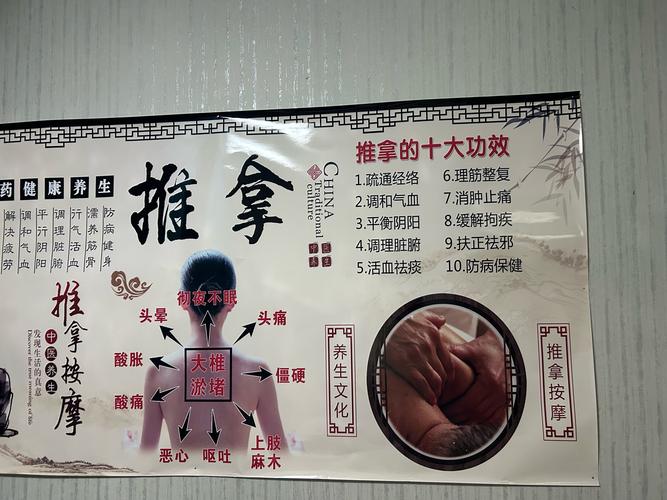 药健康养生
解决疲劳
调和气血
平行阴阳
调理脏腑
行气活血
濡养筋骨
防病健身
推拿
CHINA
Traditional
culture
推拿按摩
中医养生
发现生活的真意
推拿的十大功效
1.疏通经络
2.调和气血
3.平衡阴阳
4.调理脏腑
5.活血祛痰
6.理筋整复
7.消肿止痛
8.缓解拘疾
9.扶正祛邪
10.防病保健
彻夜不眠
头晕
头痛
酸胀
大椎
淤堵
僵硬
酸痛
恶心
呕吐
上肢
麻木
养生文化
推拿按摩